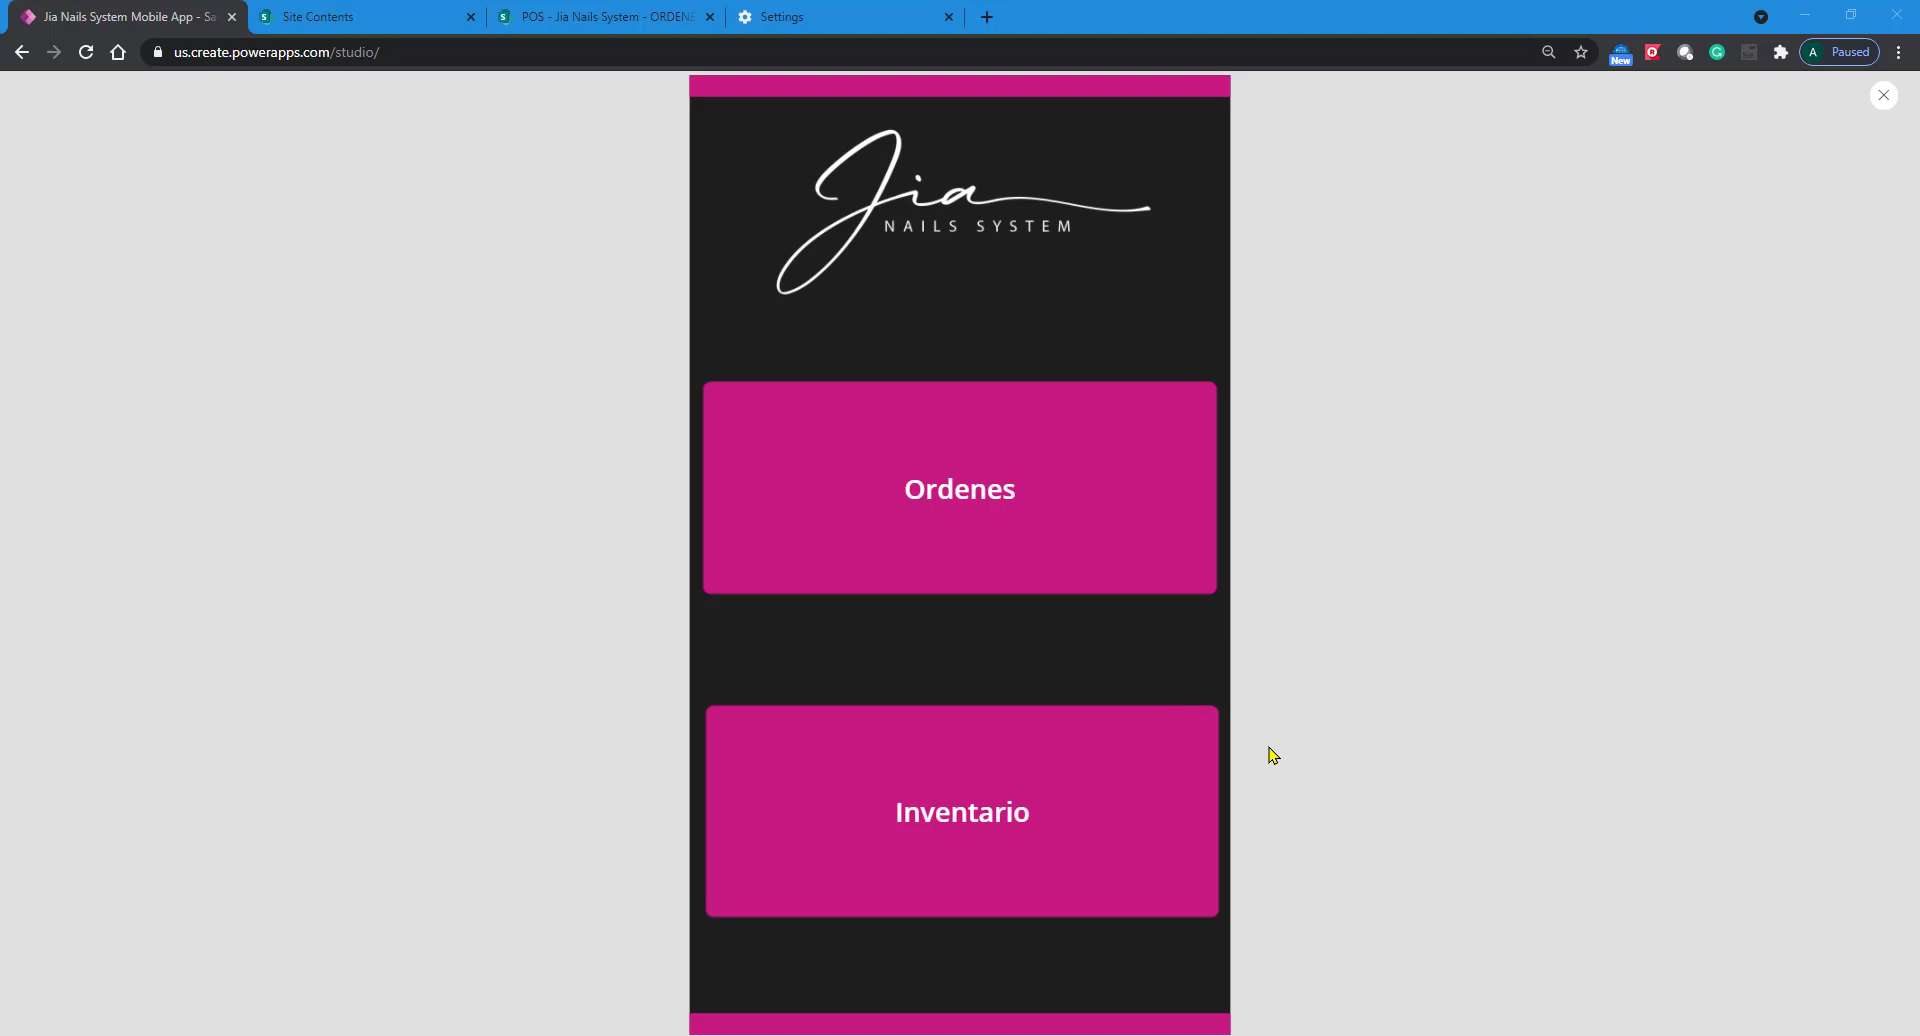 Jia Nails System Mobile App - Sa
Site Contents
POS - Jia Nails System - ORDENE
Settings
us.create.powerapps.com/studio/
New
A
Paused
Jia
NAILS SYSTEM
Ordenes
Inventario